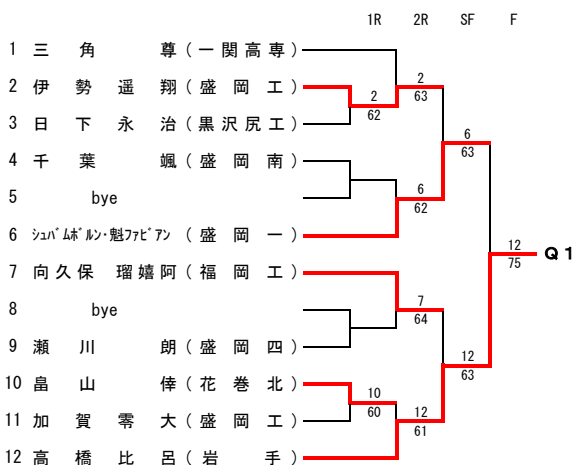 1R 2R SF F
1 三角 尊(一関高専)
2 伊勢遥翔(盛岡工)
2
63
2
62
3 日下永治(黒沢尻工)
6
63
4 千葉 颯(盛岡南)
5 bye
6
62
6 シュバムボルン・魁ファビアン(盛岡一)
12
75
Q1
7 向久保 瑠嬉阿(福岡工)
8 bye
7
64
9 瀬川 朗(盛岡四)
12
63
10 畠山 倖(花巻北)
10
60
11 加賀零大(盛岡工)
12
61
12 高橋比呂(岩手)